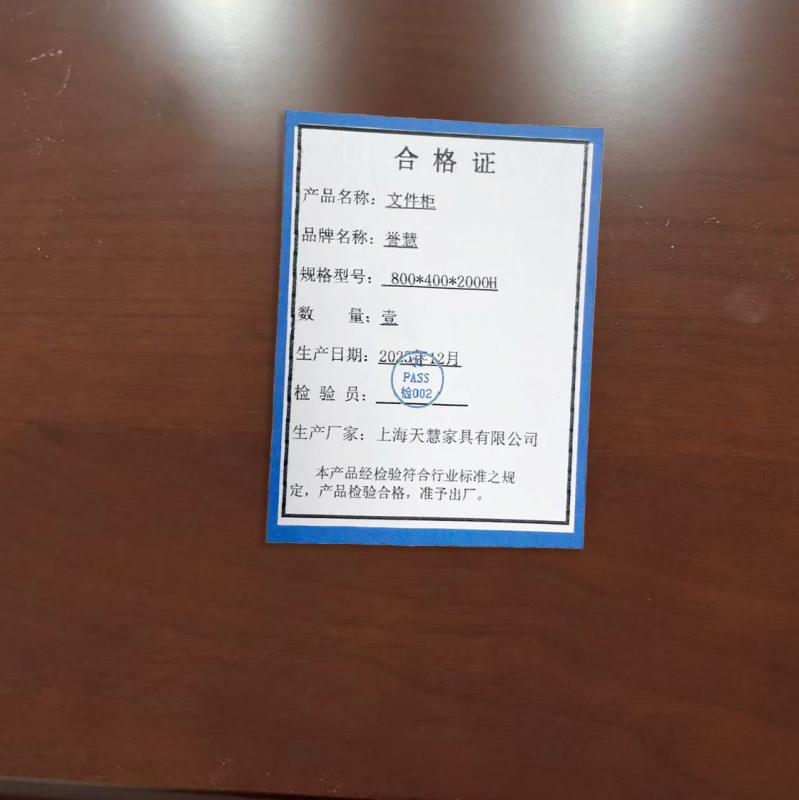 合格证
产品名称：文件柜
品牌名称：誉慧
规格型号：800*400*2000H
数 量：壹
生产日期：2025年12月
检 验 员：
PASS
检002
生产厂家：上海天慧家具有限公司
本产品经检验符合行业标准之规
定，产品检验合格，准予出厂。